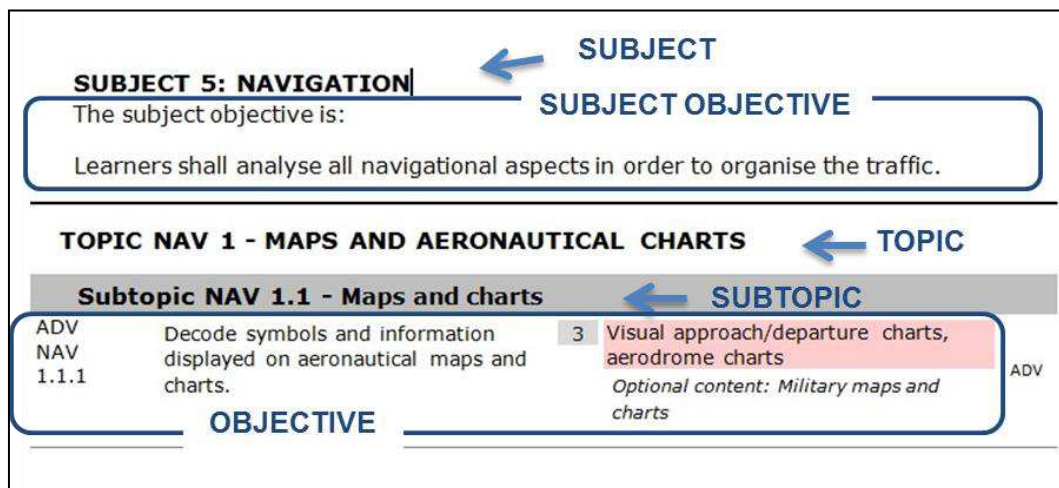 SUBJECT
SUBJECT 5: NAVIGATION
SUBJECT OBJECTIVE
The subject objective is:
Learners shall analyse all navigational aspects in order to organise the traffic.
TOPIC NAV 1 - MAPS AND AERONAUTICAL CHARTS
TOPIC
Subtopic NAV 1.1 - Maps and charts
SUBTOPIC
ADV
NAV
1.1.1
Decode symbols and information
displayed on aeronautical maps and
charts.
3
Visual approach/departure charts,
aerodrome charts
Optional content: Military maps and
charts
ADV
OBJECTIVE